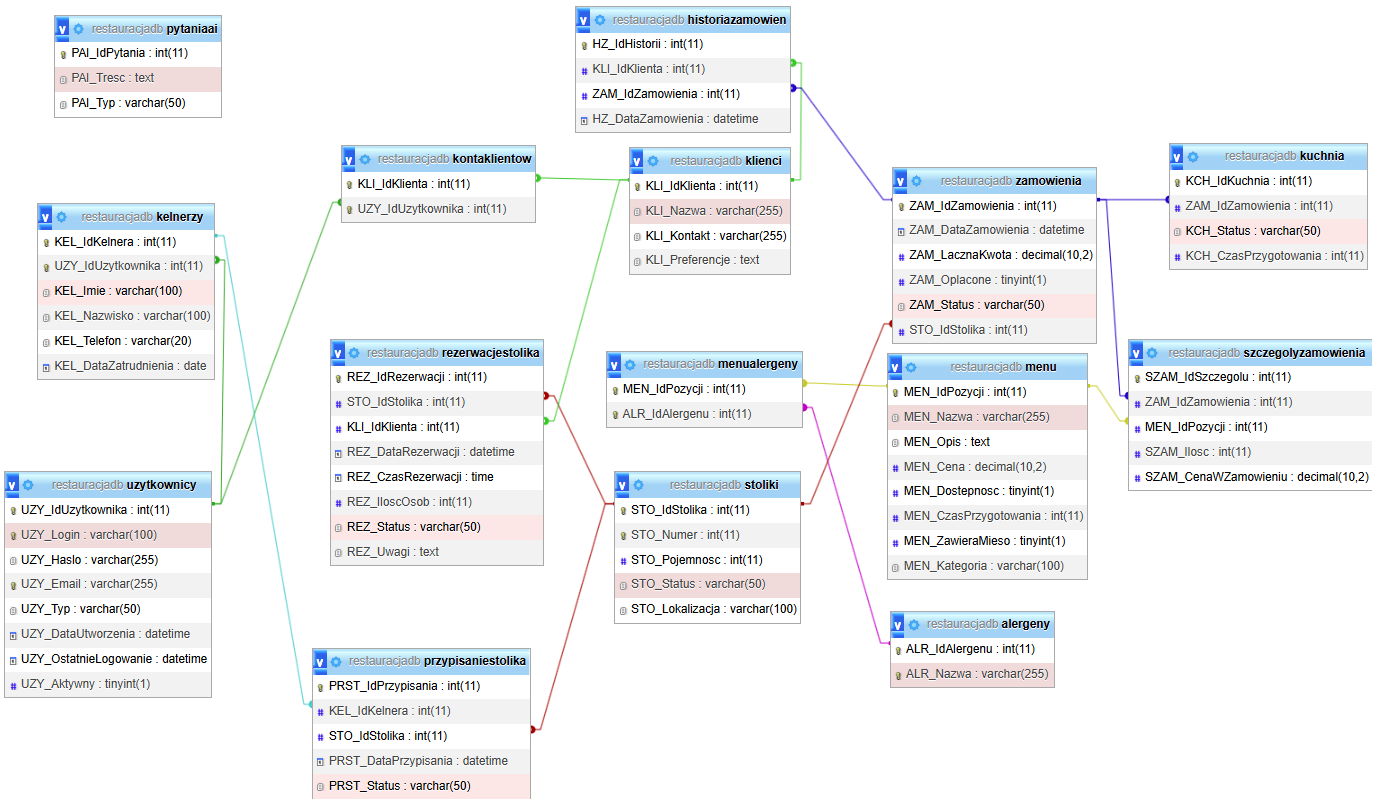 restauracjadb pytaniaai
PAI_IdPytania : int(11)
PAI_Tresc : text
PAI_Typ : varchar(50)
restauracjadb historiazamowien
HZ_IdHistorii : int(11)
KLI_IdKlienta : int(11)
ZAM_IdZamowienia : int(11)
HZ_DataZamowienia : datetime
restauracjadb kontaklientow
KLI_IdKlienta : int(11)
UZY_IdUzytkownika : int(11)
restauracjadb klienci
KLI_IdKlienta : int(11)
KLI_Nazwa : varchar(255)
KLI_Kontakt : varchar(255)
KLI_Preferencje : text
restauracjadb zamowienia
ZAM_IdZamowienia : int(11)
ZAM_DataZamowienia : datetime
ZAM_LacznaKwota : decimal(10,2)
ZAM_Oplacone : tinyint(1)
ZAM_Status : varchar(50)
STO_IdStolika : int(11)
restauracjadb kuchnia
KCH_IdKuchnia : int(11)
ZAM_IdZamowienia : int(11)
KCH_Status : varchar(50)
KCH_CzasPrzygotowania : int(11)
restauracjadb kelnerzy
KEL_IdKelnera : int(11)
UZY_IdUzytkownika : int(11)
KEL_Imie : varchar(100)
KEL_Nazwisko : varchar(100)
KEL_Telefon : varchar(20)
KEL_DataZatrudnienia : date
restauracjadb rezerwacjestolika
REZ_IdRezerwacji : int(11)
STO_IdStolika : int(11)
KLI_IdKlienta : int(11)
REZ_DataRezerwacji : datetime
REZ_CzasRezerwacji : time
REZ_IloscOsob : int(11)
REZ_Status : varchar(50)
REZ_Uwagi : text
restauracjadb menualergeny
MEN_IdPozycji : int(11)
ALR_IdAlergenu : int(11)
restauracjadb menu
MEN_IdPozycji : int(11)
MEN_Nazwa : varchar(255)
MEN_Opis : text
MEN_Cena : decimal(10,2)
MEN_Dostepnosc : tinyint(1)
MEN_CzasPrzygotowania : int(11)
MEN_ZawieraMieso : tinyint(1)
MEN_Kategoria : varchar(100)
restauracjadb szczegolyzamowienia
SZAM_IdSzczegolu : int(11)
ZAM_IdZamowienia : int(11)
MEN_IdPozycji : int(11)
SZAM_Ilosc : int(11)
SZAM_CenaWZamowieniu : decimal(10,2)
restauracjadb uzytkownicy
UZY_IdUzytkownika : int(11)
UZY_Login : varchar(100)
UZY_Haslo : varchar(255)
UZY_Email : varchar(255)
UZY_Typ : varchar(50)
UZY_DataUtworzenia : datetime
UZY_OstatnieLogowanie : datetime
UZY_Aktywny : tinyint(1)
restauracjadb stoliki
STO_IdStolika : int(11)
STO_Numer : int(11)
STO_Pojemnosc : int(11)
STO_Status : varchar(50)
STO_Lokalizacja : varchar(100)
restauracjadb alergeny
ALR_IdAlergenu : int(11)
ALR_Nazwa : varchar(255)
restauracjadb przypisaniestolika
PRST_IdPrzypisania : int(11)
KEL_IdKelnera : int(11)
STO_IdStolika : int(11)
PRST_DataPrzypisania : datetime
PRST_Status : varchar(50)